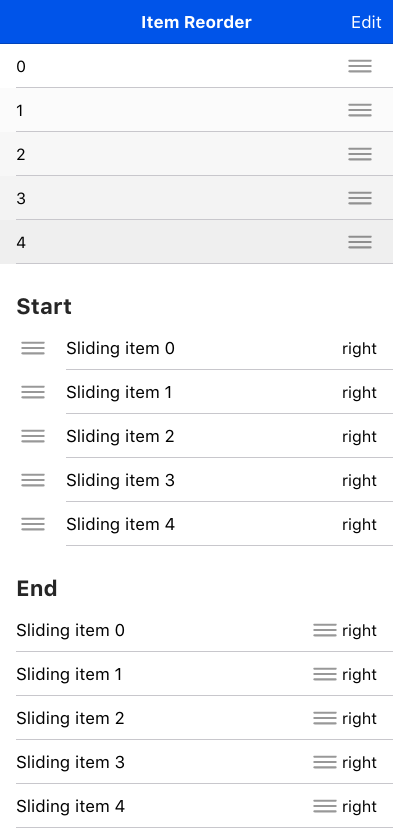 Item Reorder Edit
0
1
2
3
4
Start
Sliding item 0 right
Sliding item 1 right
Sliding item 2 right
Sliding item 3 right
Sliding item 4 right
End
Sliding item 0 right
Sliding item 1 right
Sliding item 2 right
Sliding item 3 right
Sliding item 4 right